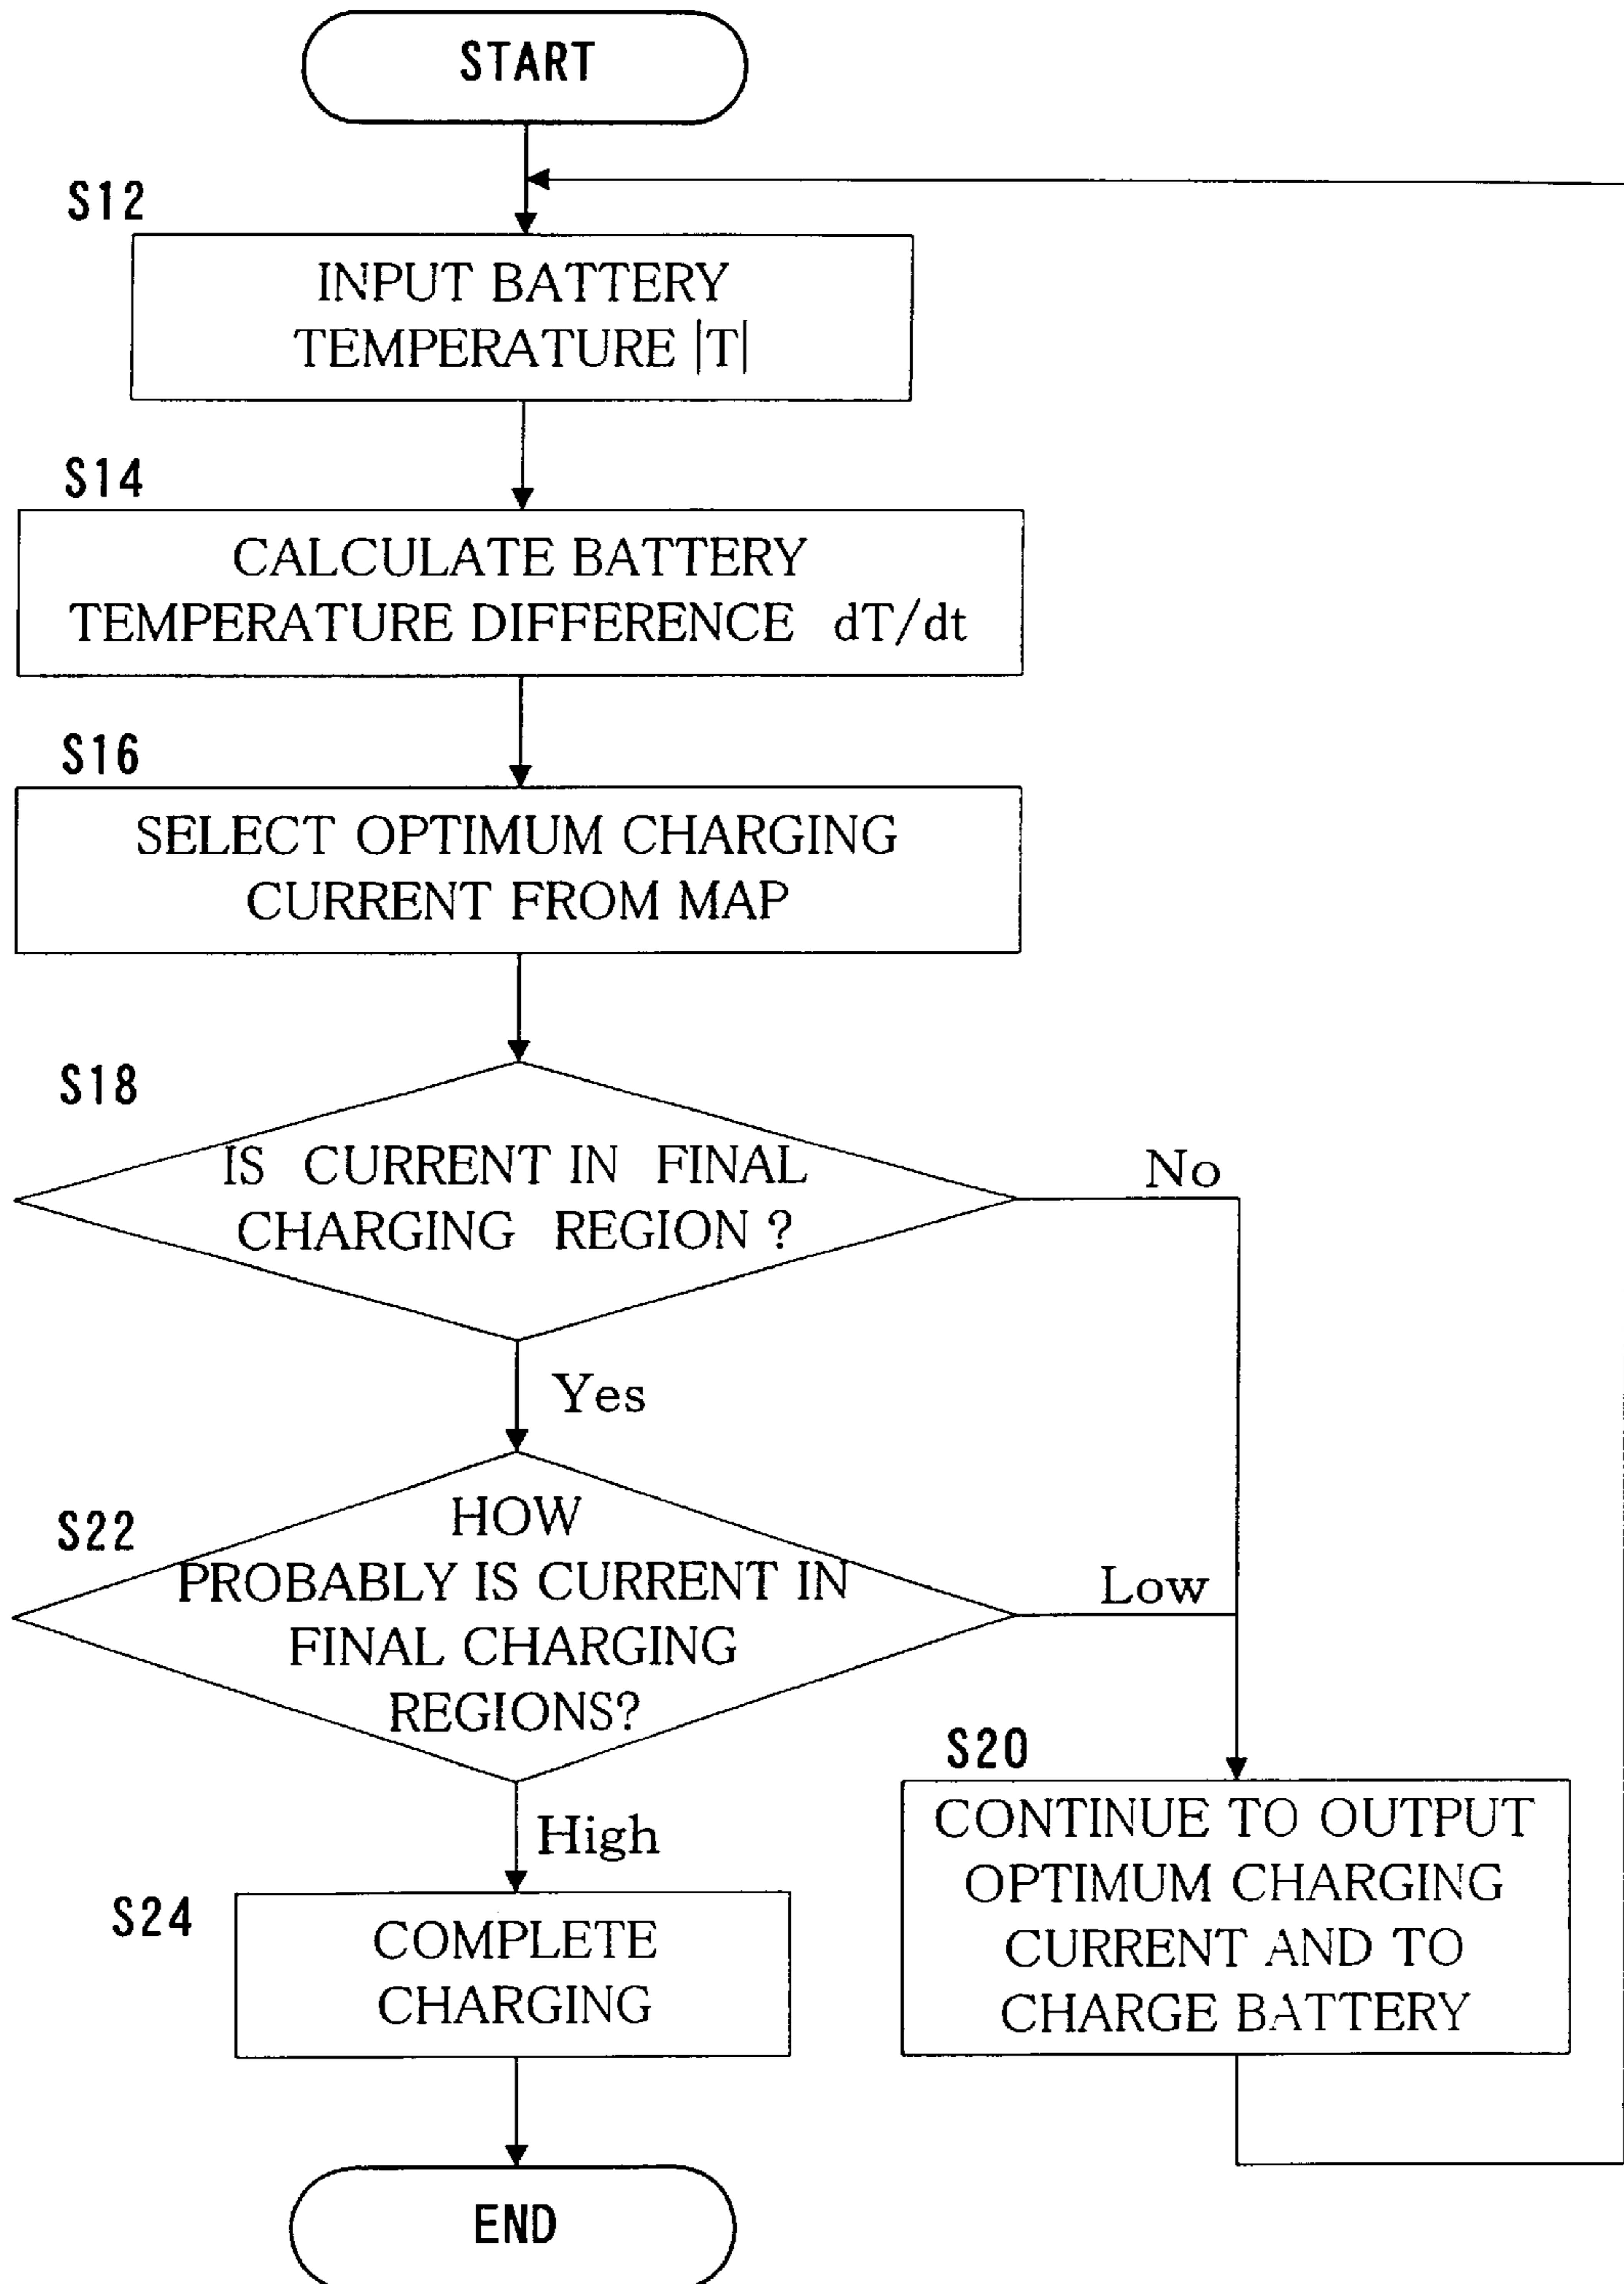 START
S12
INPUT BATTERY
TEMPERATURE |T|
S14
CALCULATE BATTERY
TEMPERATURE DIFFERENCE dT/dt
S16
SELECT OPTIMUM CHARGING
CURRENT FROM MAP
S18
IS CURRENT IN FINAL
CHARGING REGION ?
No
Yes
S22
HOW
PROBABLY IS CURRENT IN
FINAL CHARGING
REGIONS?
Low
High
S20
CONTINUE TO OUTPUT
OPTIMUM CHARGING
CURRENT AND TO
CHARGE BATTERY
S24
COMPLETE
CHARGING
END